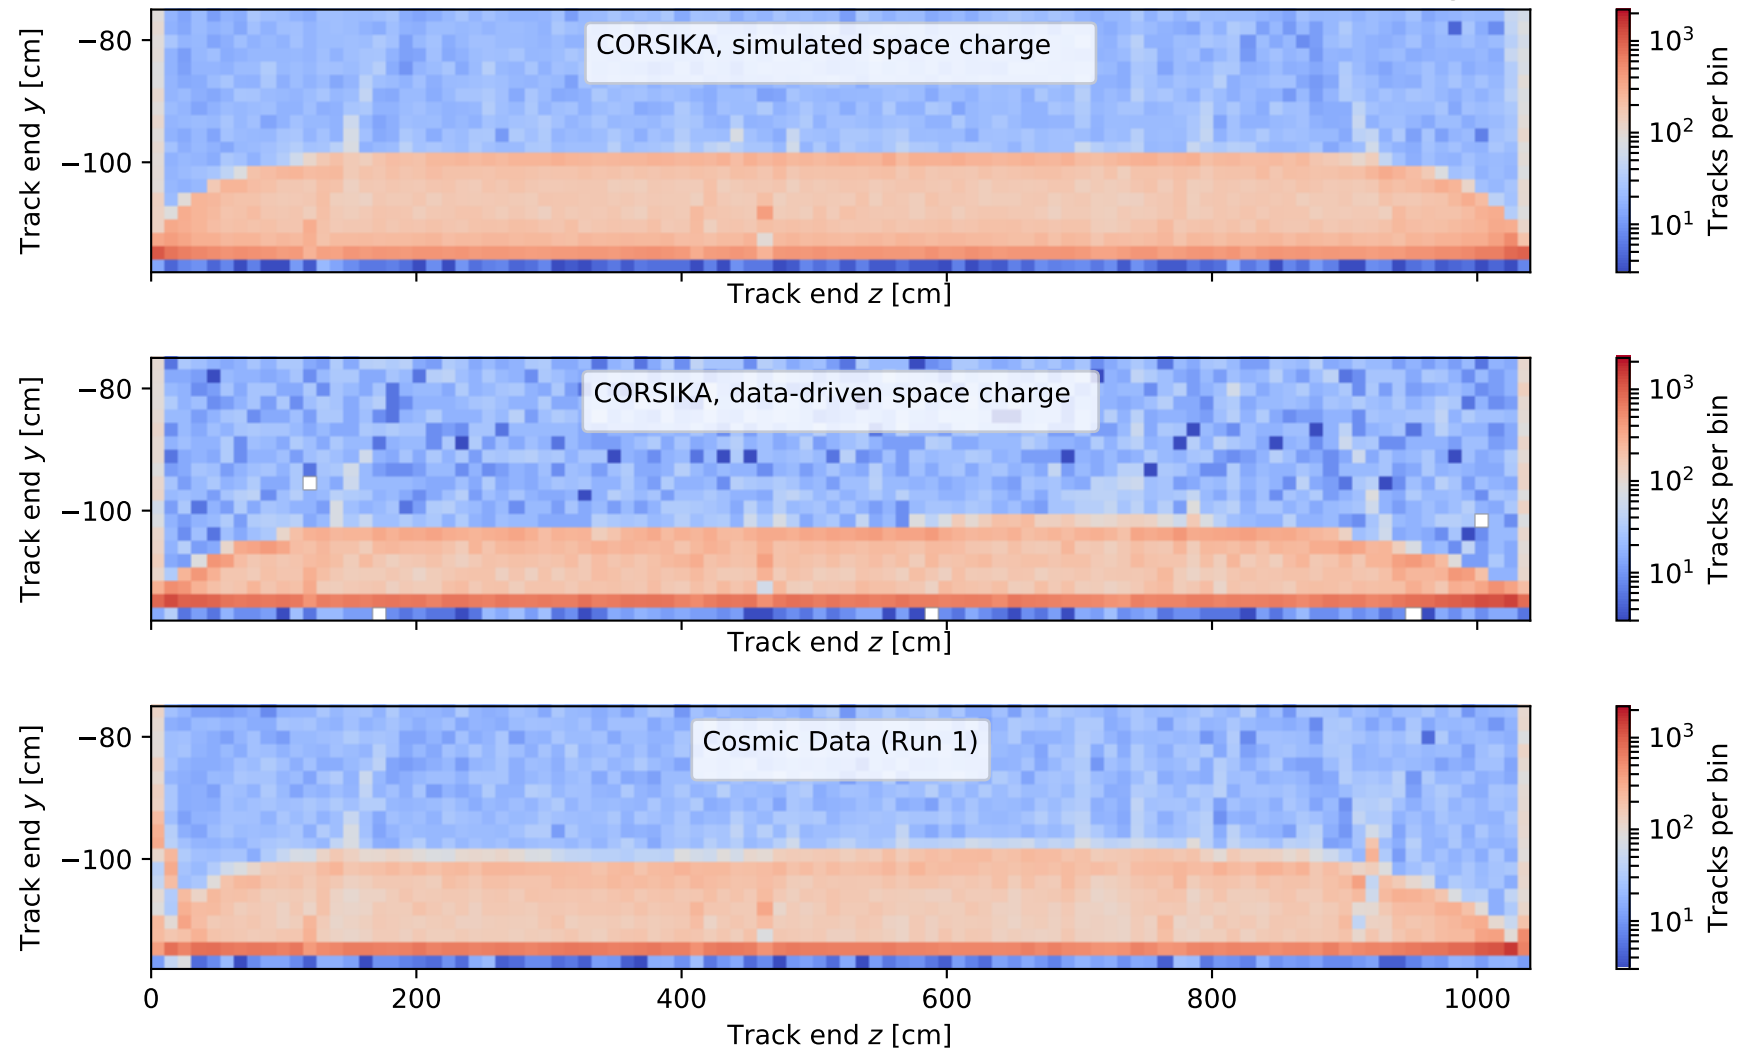 CORSIKA, simulated space charge
Track end y [cm]
−80
−100
Track end z [cm]
10³
10²
10¹
Tracks per bin
CORSIKA, data-driven space charge
Track end y [cm]
−80
−100
Track end z [cm]
10³
10²
10¹
Tracks per bin
Cosmic Data (Run 1)
Track end y [cm]
−80
−100
0 200 400 600 800 1000
Track end z [cm]
10³
10²
10¹
Tracks per bin